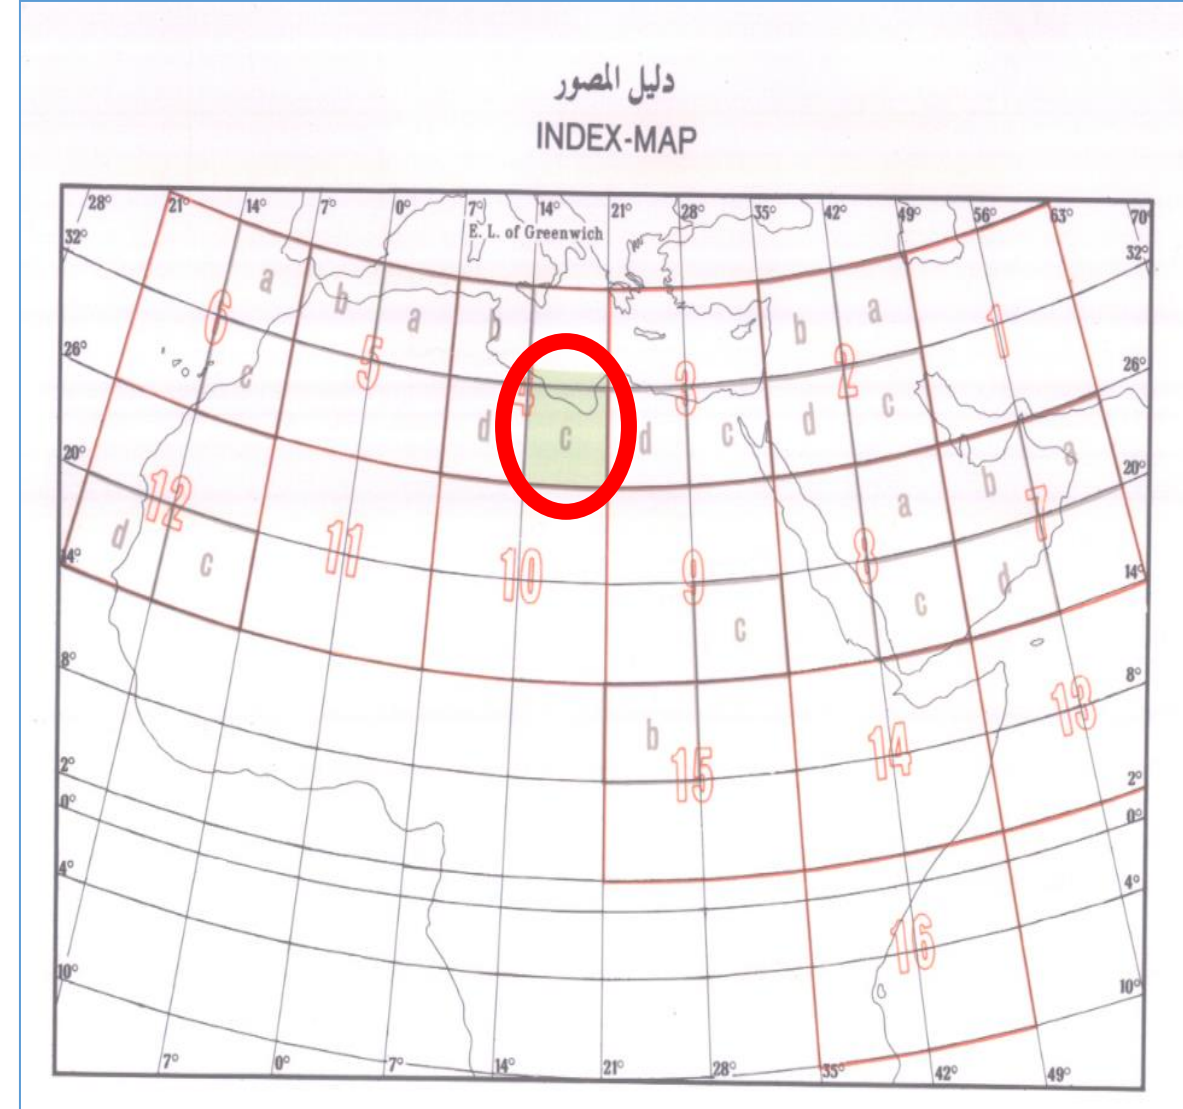 دليل المصور
INDEX-MAP
28° 21° 14° 7° 0° 7° 14° 21° 28° 35° 42° 49° 56° 63° 70°
E. L. of Greenwich
32° 32°
a b a b b a
6 5 4 3 2 1
26° 26°
c d c d c d c
20° 20°
a b a
12 11 10 9 8 7
d c c c d
14° 14°
8° 8°
b
15 14 13
2° 2°
0° 0°
4° 4°
16
10° 10°
7° 0° 7° 14° 21° 28° 35° 42° 49°